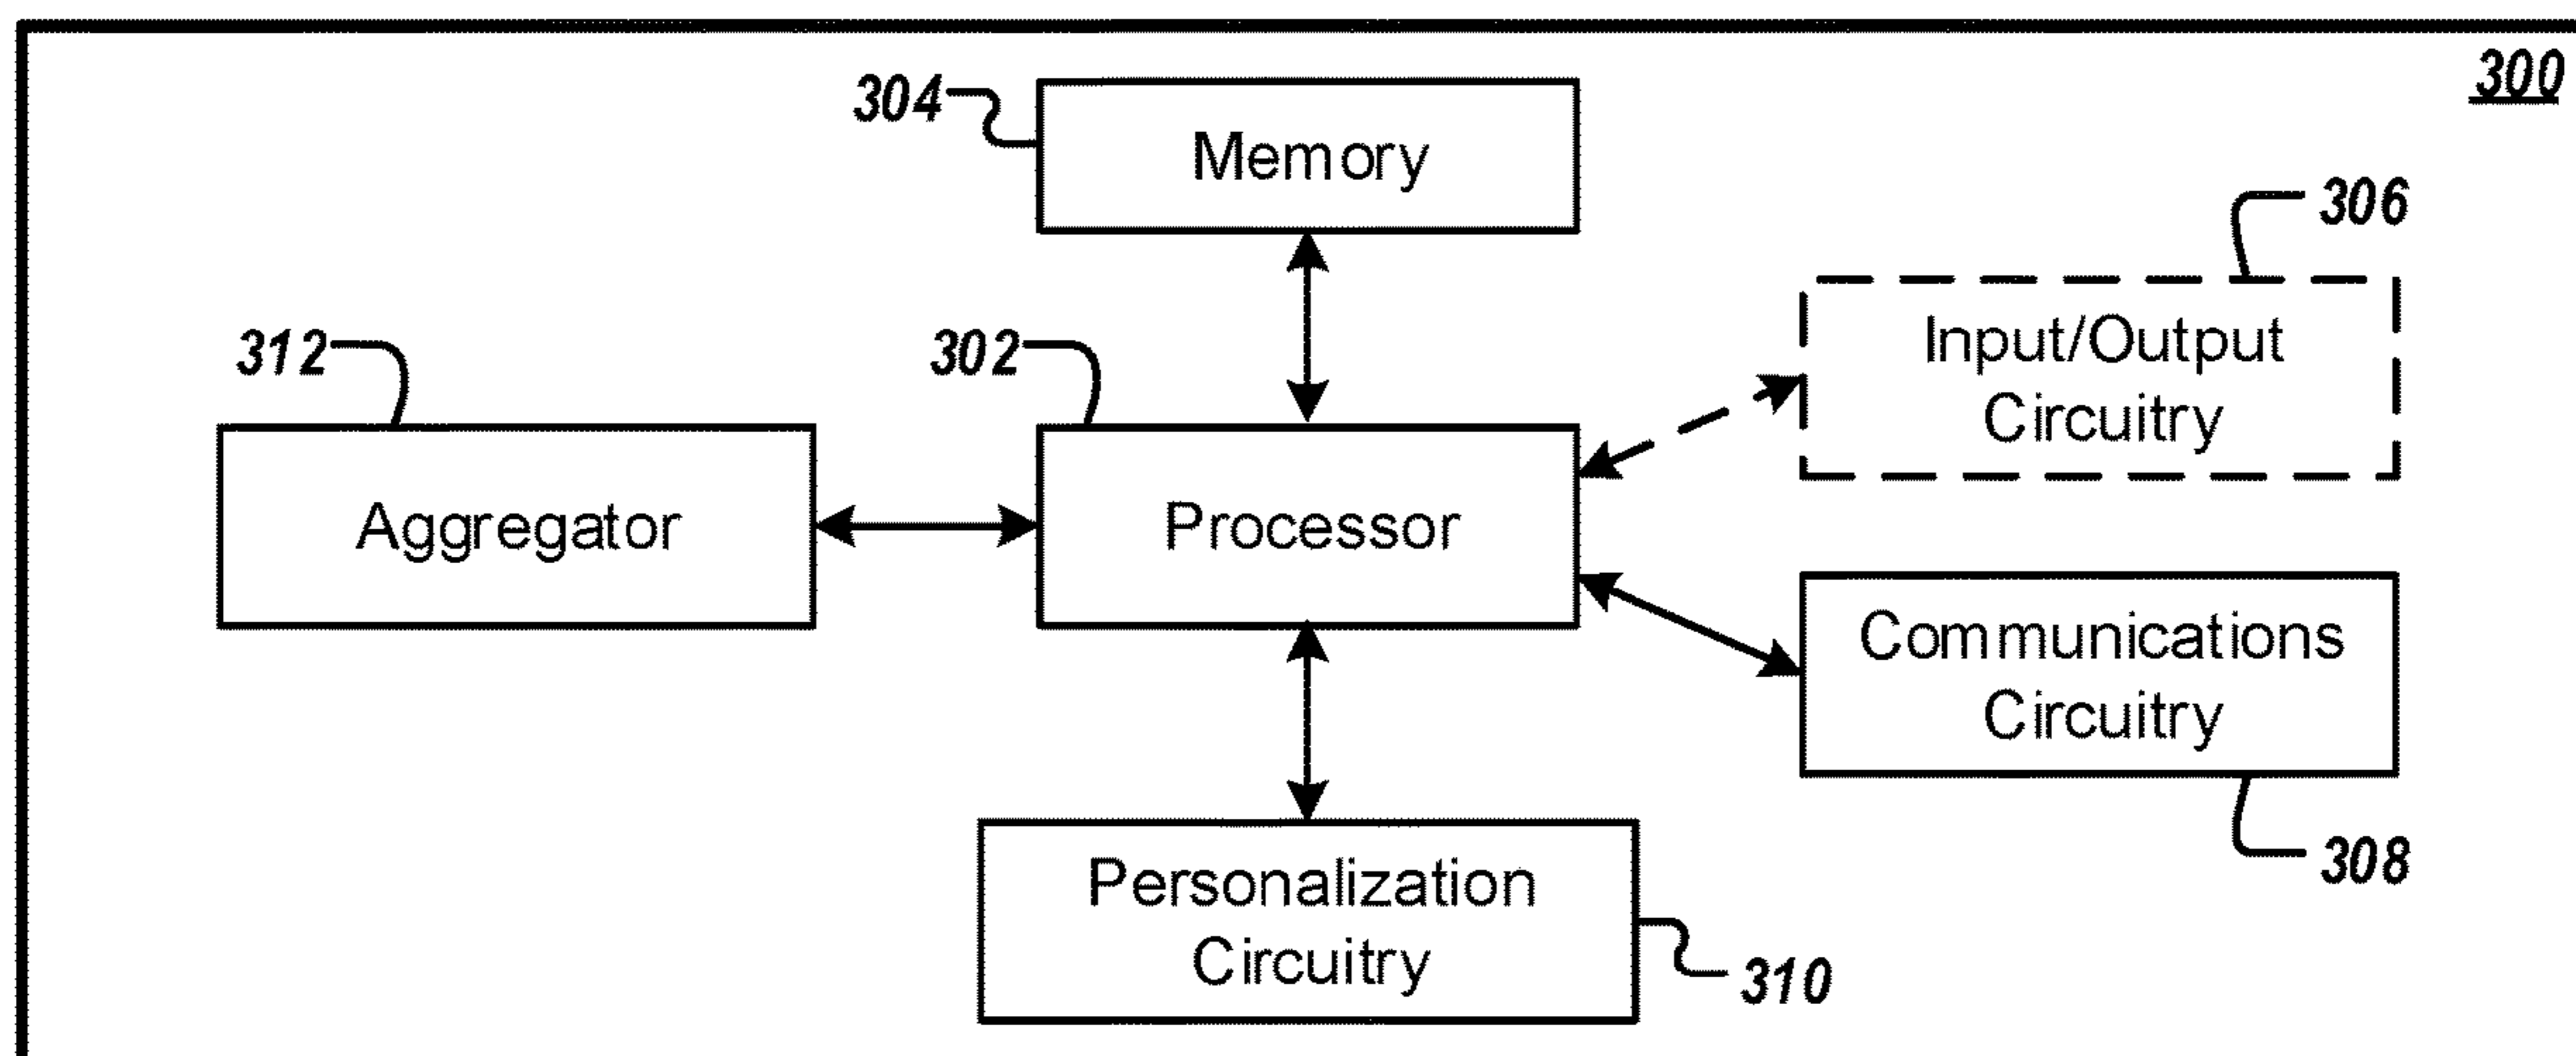 300
304
Memory
306
Input/Output
Circuitry
312
302
Aggregator
Processor
Communications
Circuitry
308
Personalization
Circuitry
310